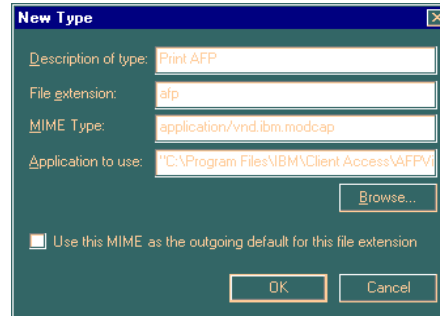 New Type
Description of type: Print AFP
File extension: afp
MIME Type: application/vnd.ibm.modcap
Application to use: "C:\Program Files\IBM\Client Access\AFPVi
Browse...
Use this MIME as the outgoing default for this file extension
OK Cancel